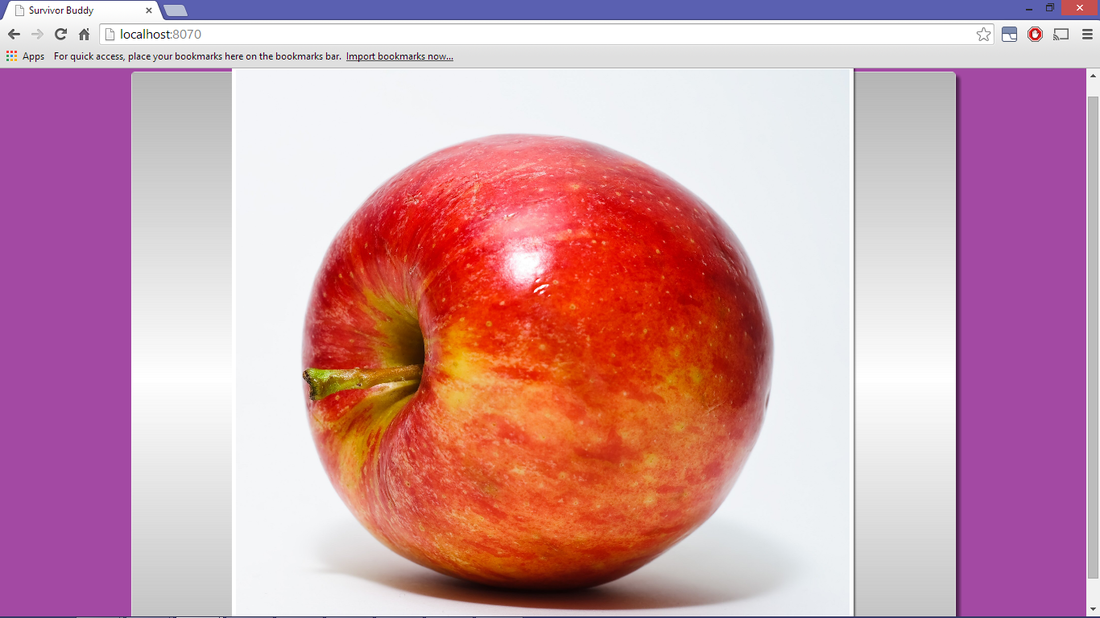 Survivor Buddy
localhost:8070
Apps For quick access, place your bookmarks here on the bookmarks bar. Import bookmarks now...